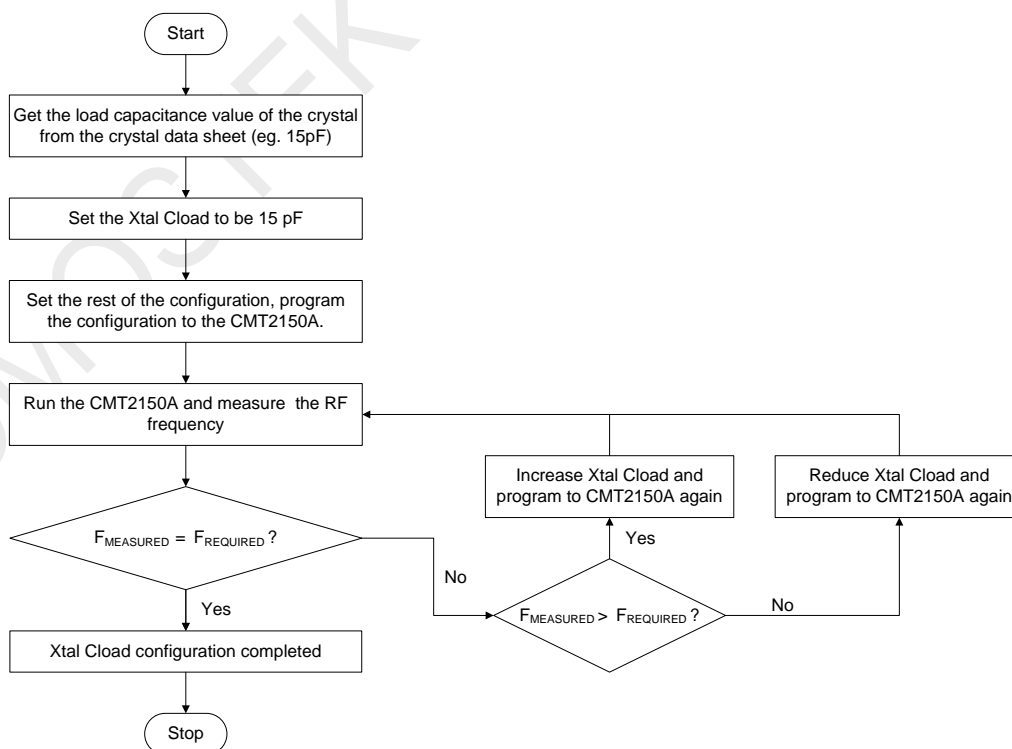 Start
Get the load capacitance value of the crystal
from the crystal data sheet (eg. 15pF)
Set the Xtal Cload to be 15 pF
Set the rest of the configuration, program
the configuration to the CMT2150A.
Run the CMT2150A and measure the RF
frequency
Increase Xtal Cload and
program to CMT2150A again
Reduce Xtal Cload and
program to CMT2150A again
FMEASURED = FREQUIRED ?
Yes
No
FMEASURED > FREQUIRED ?
Yes
No
Xtal Cload configuration completed
Stop